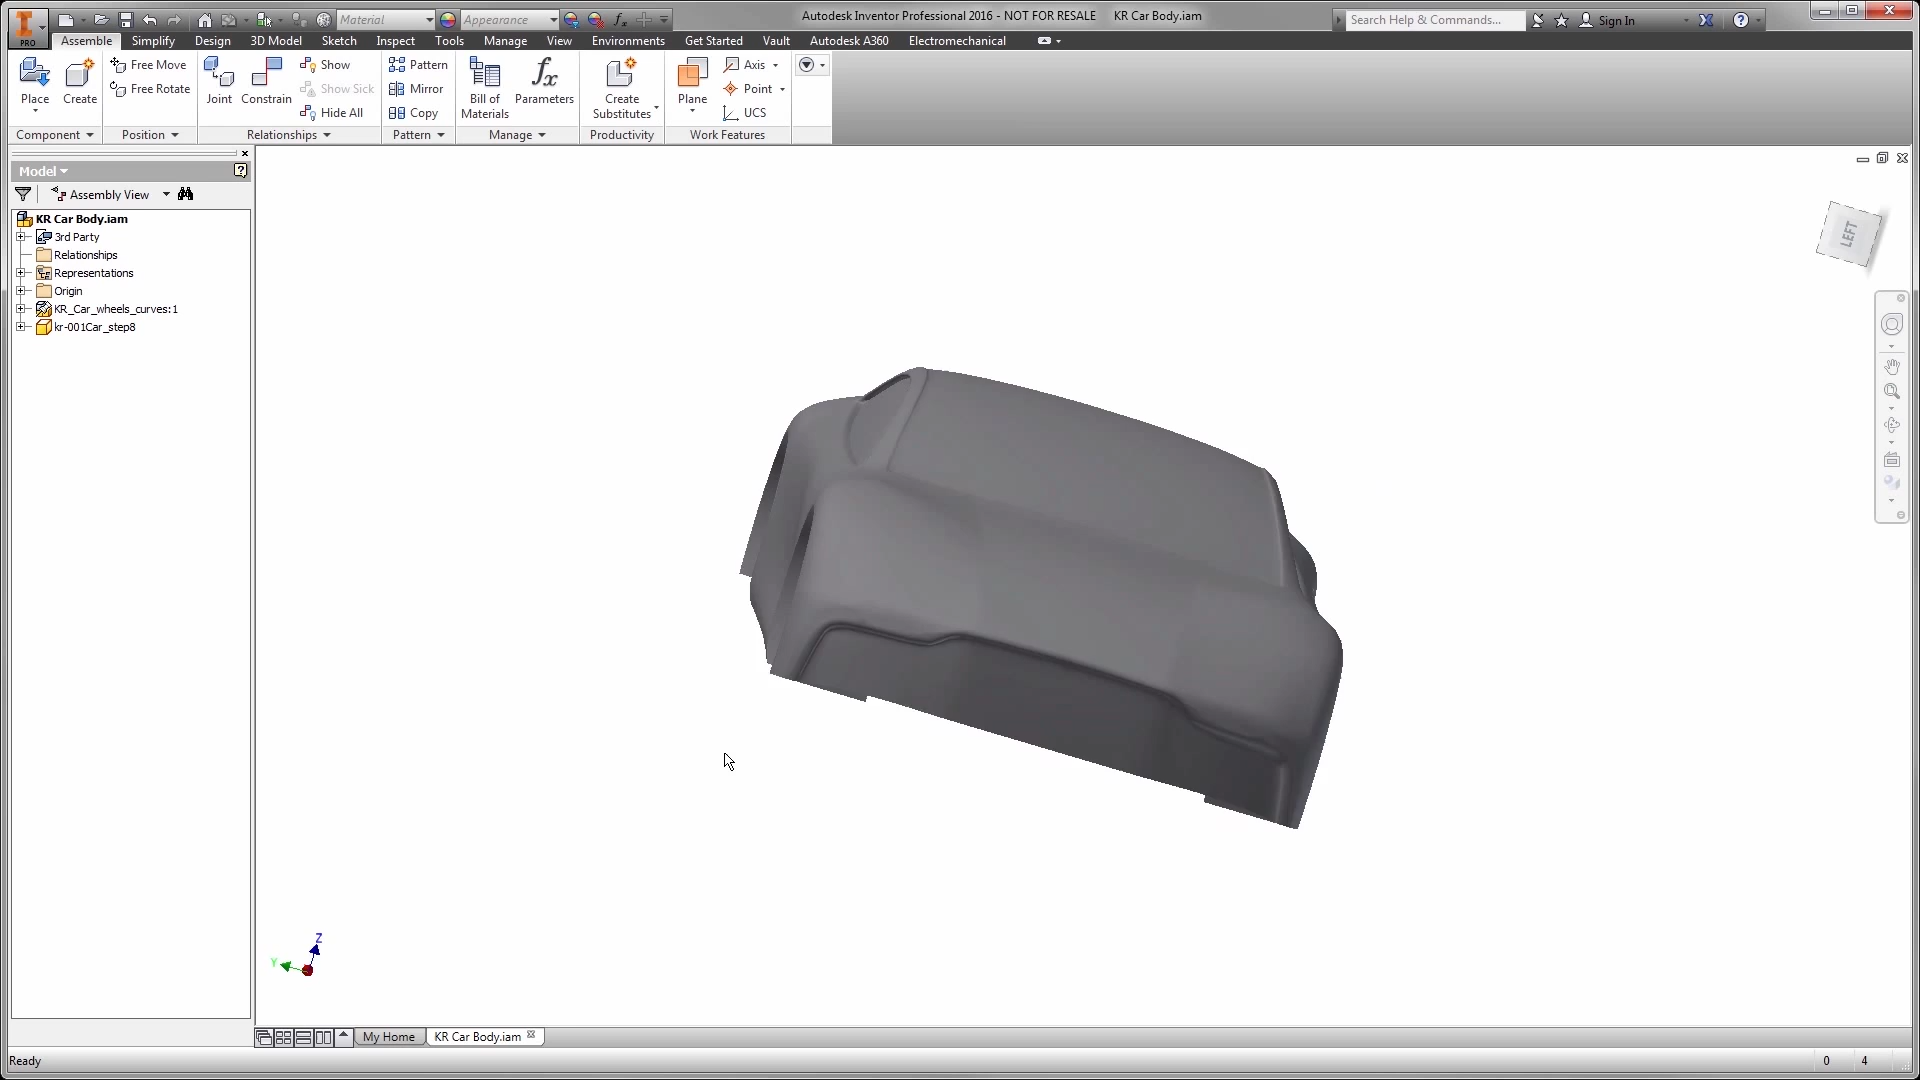 Material
Appearance
Autodesk Inventor Professional 2016 - NOT FOR RESALE KR Car Body.iam
Search Help & Commands...
Sign In
PRO
Assemble Simplify Design 3D Model Sketch Inspect Tools Manage View Environments Get Started Vault Autodesk A360 Electromechanical
Place
Create
Free Move
Free Rotate
Joint
Constrain
Show
Show Sick
Hide All
Pattern
Mirror
Copy
Bill of
Materials
Parameters
Create
Substitutes
Plane
Axis
Point
UCS
Component
Position
Relationships
Pattern
Manage
Productivity
Work Features
Model
Assembly View
KR Car Body.iam
3rd Party
Relationships
Representations
Origin
KR_Car_wheels_curves:1
kr-001Car_step8
LEFT
Z
Y
My Home
KR Car Body.iam
Ready
0 4